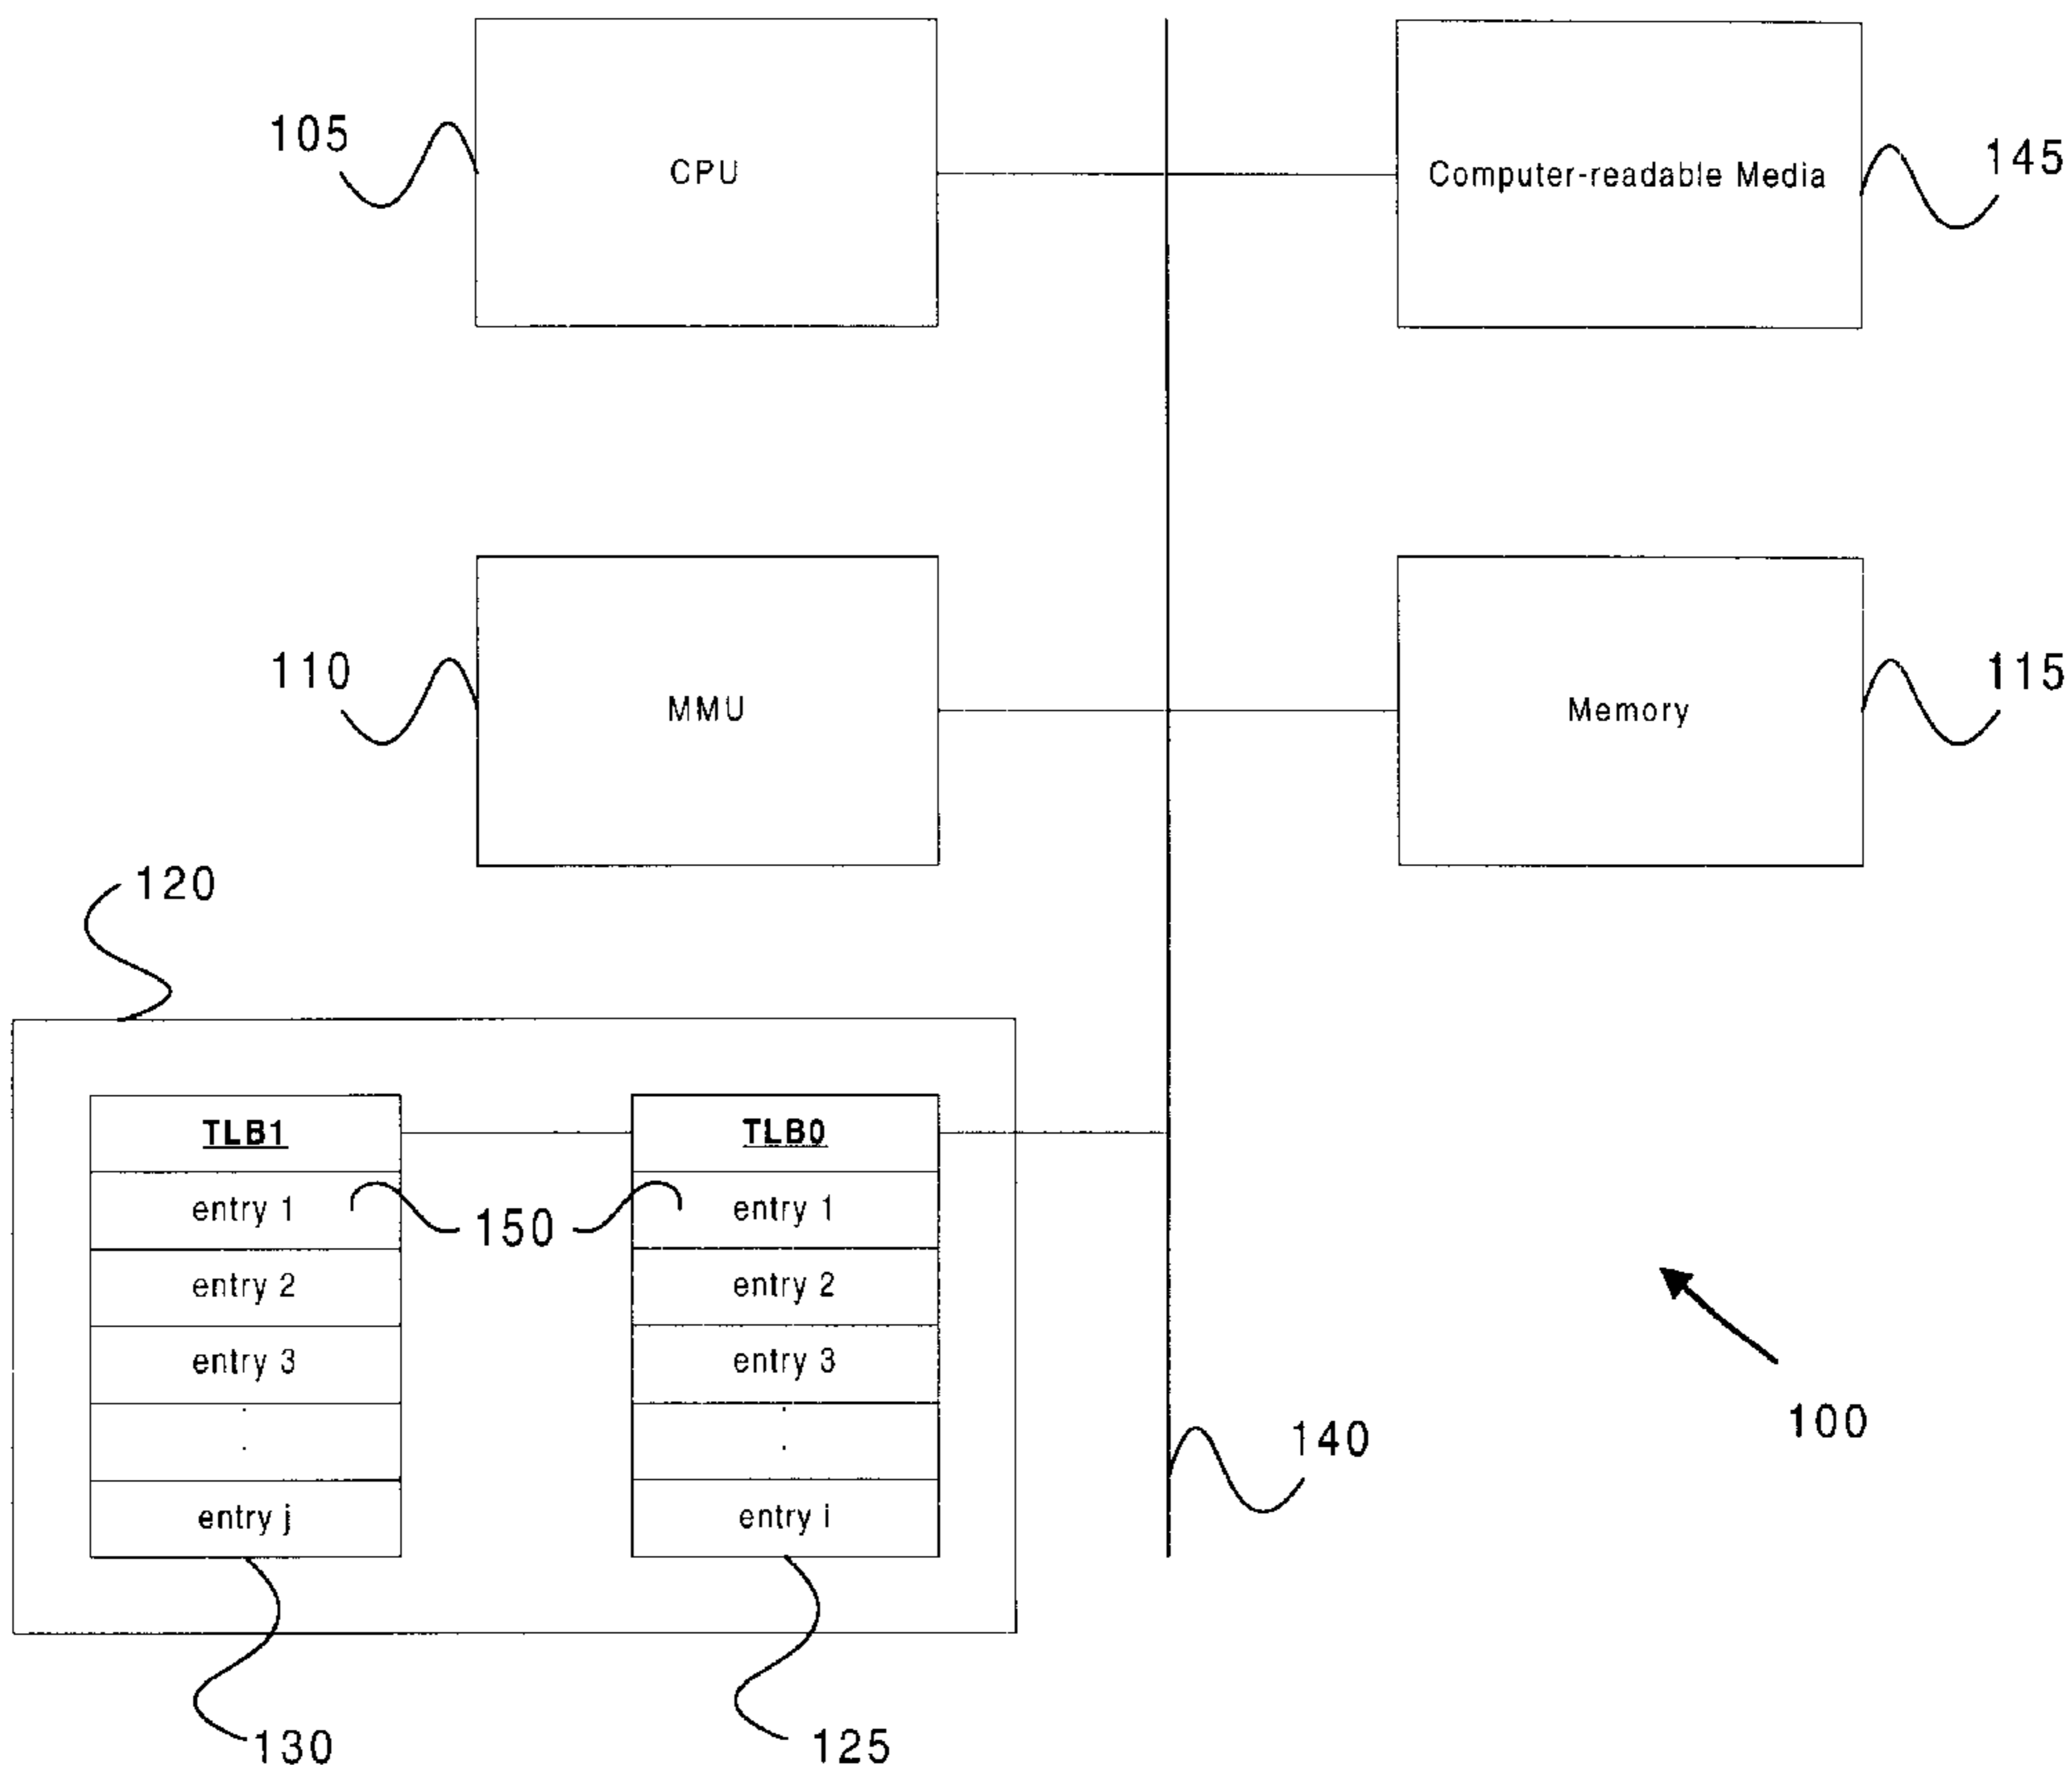 105
CPU
Computer-readable Media
145
110
MMU
Memory
115
120
TLB1
entry 1
entry 2
entry 3
.
.
entry j
150
TLB0
entry 1
entry 2
entry 3
.
.
entry i
140
100
130
125